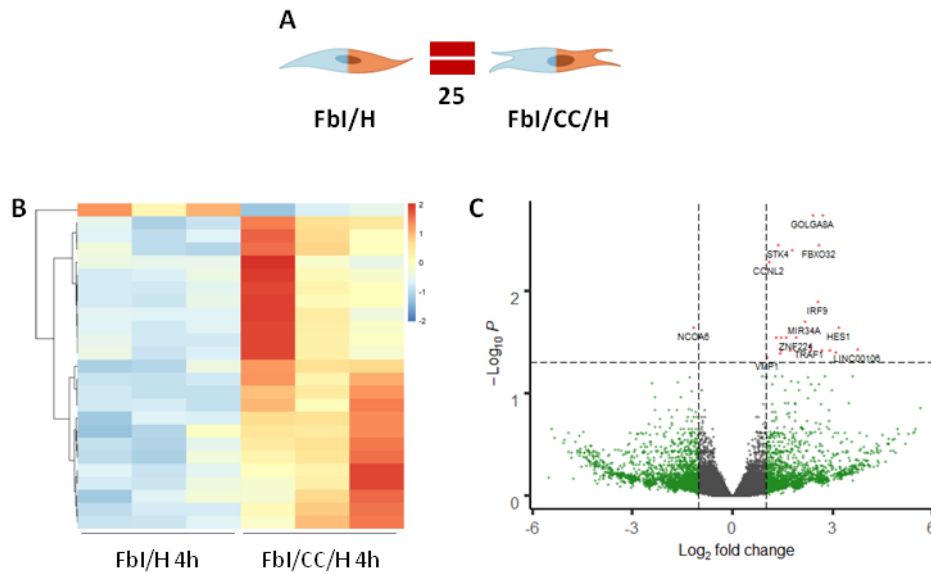 A
25
FbI/H
FbI/CC/H
B
2
1
0
-1
-2
FbI/H 4h
FbI/CC/H 4h
C
−Log10 P
2
1
0
GOLGA8A
STK4
FBXO32
CCNL2
IRF9
MIR34A
NCOA6
HES1
ZNF224
TRAF1
LINC00106
VMP1
-6
-3
0
3
6
Log2 fold change